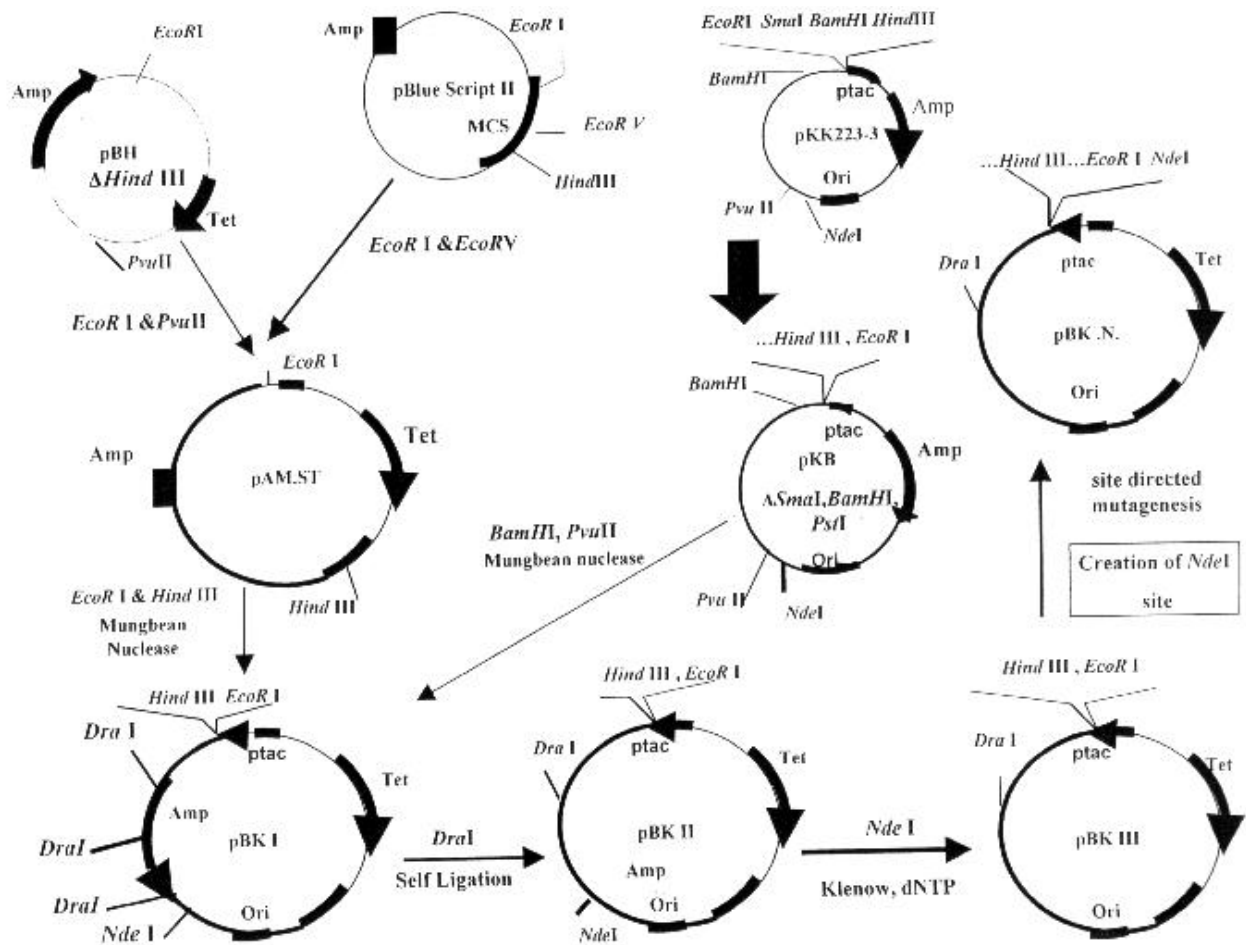 EcoRI
Amp
pBH
ΔHind III
Tet
PvuII
EcoR I &PvuII
Amp
EcoR I
pBlue Script II
MCS
EcoR V
HindIII
EcoR I &EcoRV
EcoRI SmaI BamHI HindIII
BamHI
ptac
Amp
pKK223-3
Ori
Pvu II
NdeI
...Hind III...EcoR I NdeI
Dra I
ptac
Tet
pBK .N.
Ori
EcoR I
Amp
Tet
pAM.ST
Hind III
EcoR I & Hind III
Mungbean
Nuclease
...Hind III , EcoR I
BamHI
ptac
pKB
Amp
ΔSmaI,BamHI,
PstI
Ori
Pvu II
NdeI
BamHI, PvuII
Mungbean nuclease
site directed
mutagenesis
Creation of NdeI
site
Hind III EcoR I
Dra I
ptac
Tet
Amp
pBK I
DraI
DraI
Nde I
Ori
DraI
Self Ligation
Hind III , EcoR I
Dra I
ptac
Tet
pBK II
Amp
Ori
NdeI
Nde I
Klenow, dNTP
Hind III , EcoR I
Dra I
ptac
Tet
pBK III
Ori